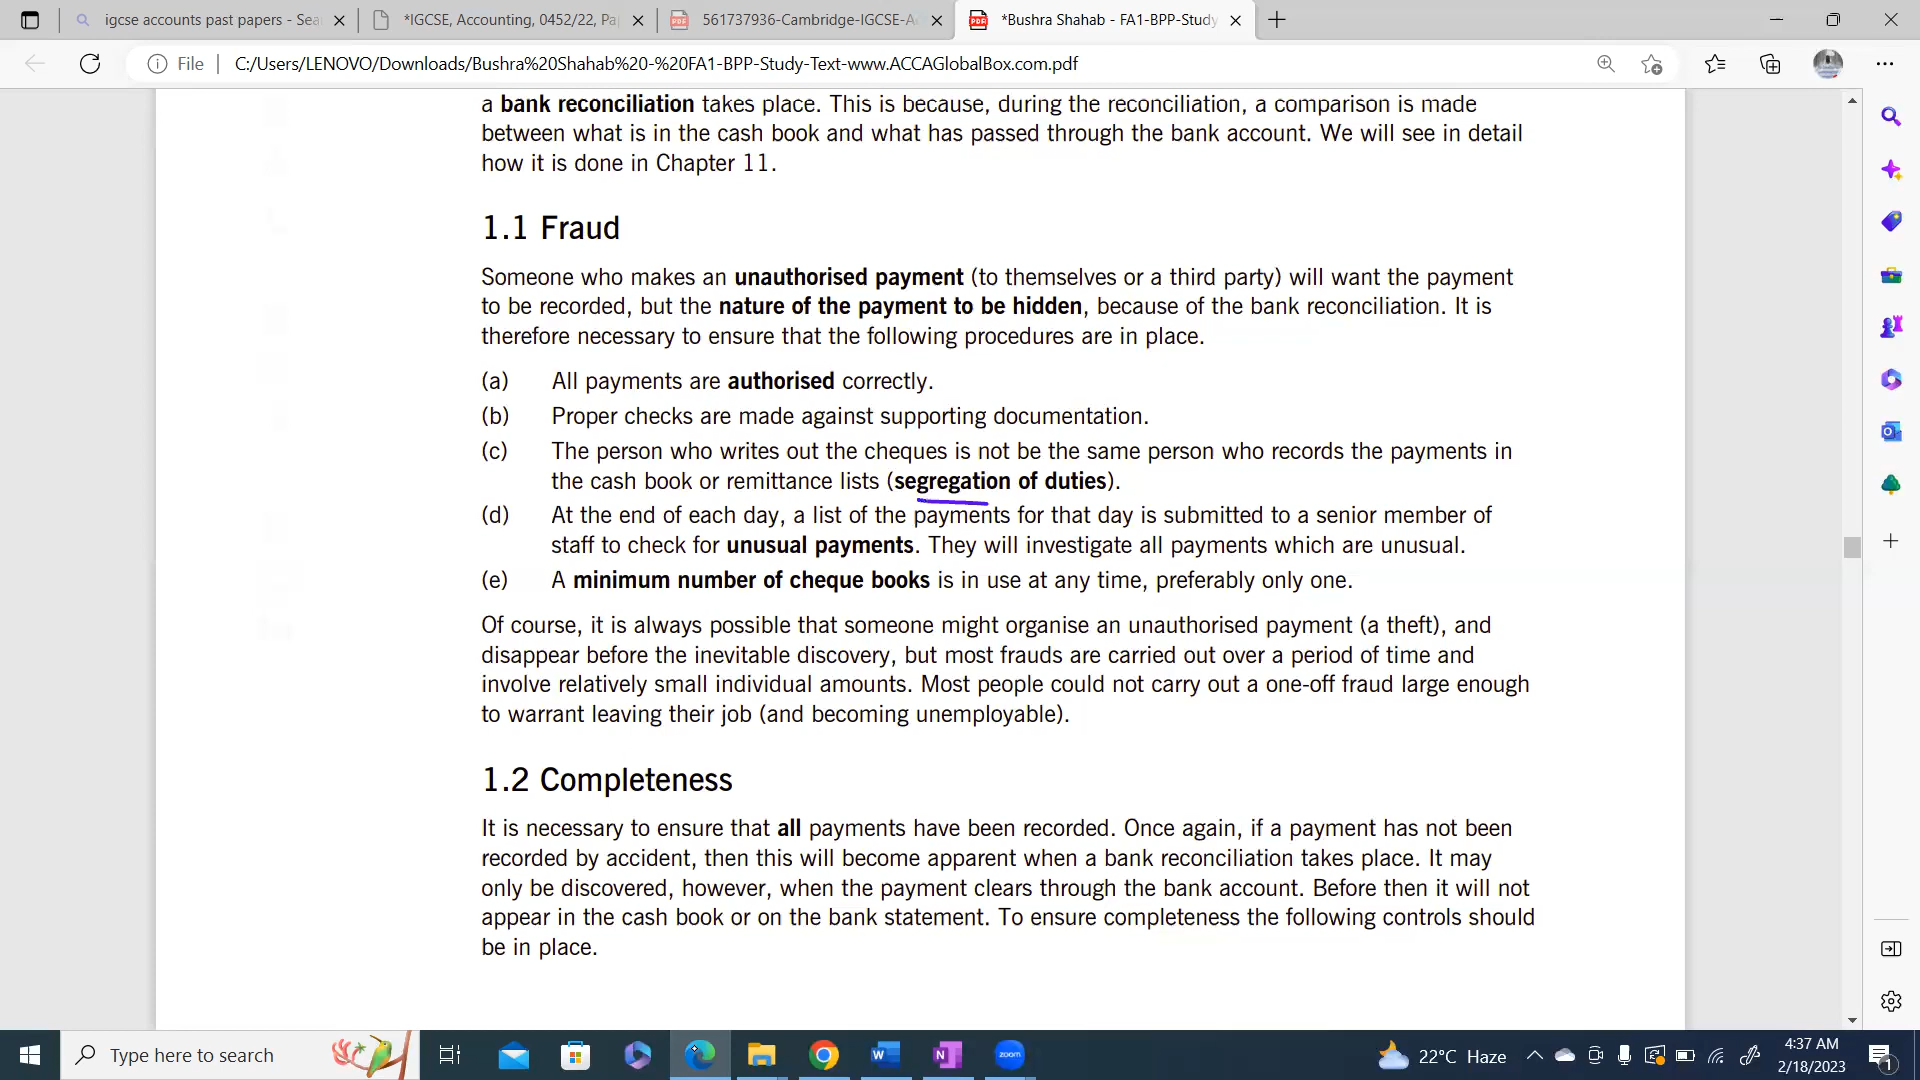 igcse accounts past papers - Sea
*IGCSE, Accounting, 0452/22, Pa
561737936-Cambridge-IGCSE-A
*Bushra Shahab - FA1-BPP-Study
File
C:/Users/LENOVO/Downloads/Bushra%20Shahab%20-%20FA1-BPP-Study-Text-www.ACCAGlobalBox.com.pdf
a bank reconciliation takes place. This is because, during the reconciliation, a comparison is made
between what is in the cash book and what has passed through the bank account. We will see in detail
how it is done in Chapter 11.
1.1 Fraud
Someone who makes an unauthorised payment (to themselves or a third party) will want the payment
to be recorded, but the nature of the payment to be hidden, because of the bank reconciliation. It is
therefore necessary to ensure that the following procedures are in place.
(a) All payments are authorised correctly.
(b) Proper checks are made against supporting documentation.
(c) The person who writes out the cheques is not be the same person who records the payments in
the cash book or remittance lists (segregation of duties).
(d) At the end of each day, a list of the payments for that day is submitted to a senior member of
staff to check for unusual payments. They will investigate all payments which are unusual.
(e) A minimum number of cheque books is in use at any time, preferably only one.
Of course, it is always possible that someone might organise an unauthorised payment (a theft), and
disappear before the inevitable discovery, but most frauds are carried out over a period of time and
involve relatively small individual amounts. Most people could not carry out a one-off fraud large enough
to warrant leaving their job (and becoming unemployable).
1.2 Completeness
It is necessary to ensure that all payments have been recorded. Once again, if a payment has not been
recorded by accident, then this will become apparent when a bank reconciliation takes place. It may
only be discovered, however, when the payment clears through the bank account. Before then it will not
appear in the cash book or on the bank statement. To ensure completeness the following controls should
be in place.
Type here to search
zoom
22°C Haze
4:37 AM
2/18/2023
1